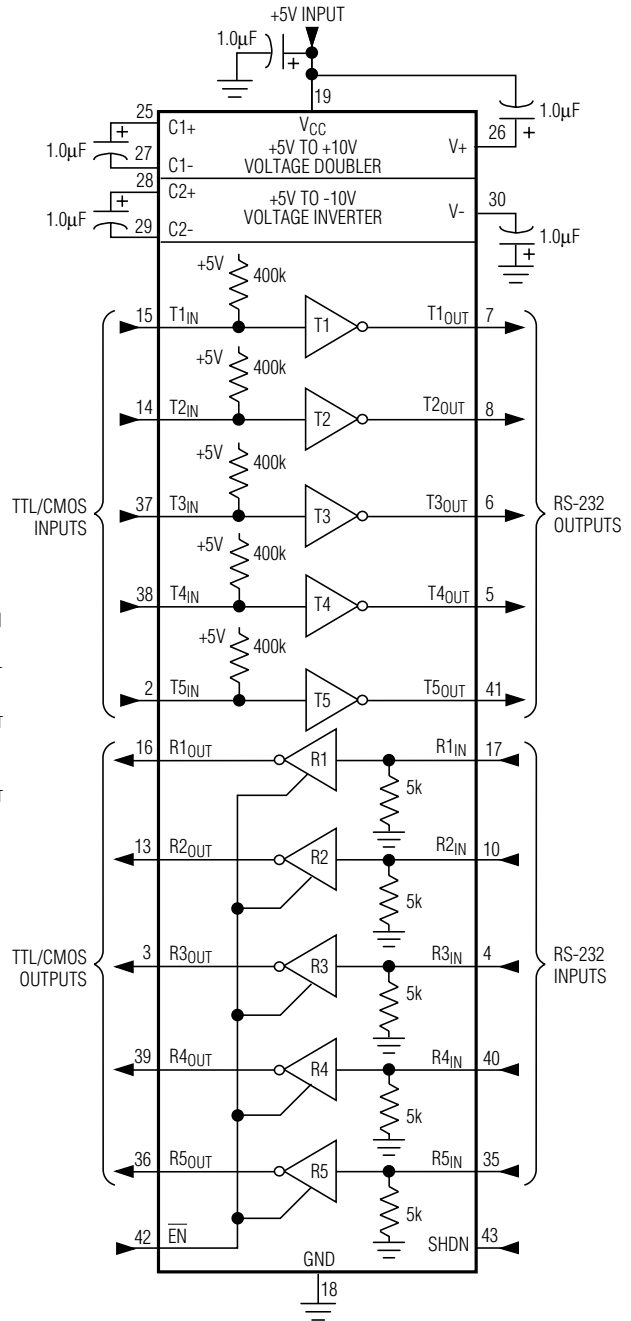 +5V INPUT
1.0µF
+
19
1.0µF
+
25
C1+
VCC
26
V+
1.0µF
+
27
C1-
+5V TO +10V
VOLTAGE DOUBLER
28
C2+
+5V TO -10V
VOLTAGE INVERTER
30
V-
1.0µF
+
29
C2-
1.0µF
+
+5V
400k
15
T1IN
T1
T1OUT
7
+5V
400k
14
T2IN
T2
T2OUT
8
+5V
400k
TTL/CMOS
INPUTS
37
T3IN
T3
T3OUT
6
RS-232
OUTPUTS
+5V
400k
38
T4IN
T4
T4OUT
5
+5V
400k
2
T5IN
T5
T5OUT
41
16
R1OUT
R1
R1IN
17
5k
13
R2OUT
R2
R2IN
10
5k
TTL/CMOS
OUTPUTS
3
R3OUT
R3
R3IN
4
RS-232
INPUTS
5k
39
R4OUT
R4
R4IN
40
5k
36
R5OUT
R5
R5IN
35
5k
42
EN
SHDN
43
GND
18